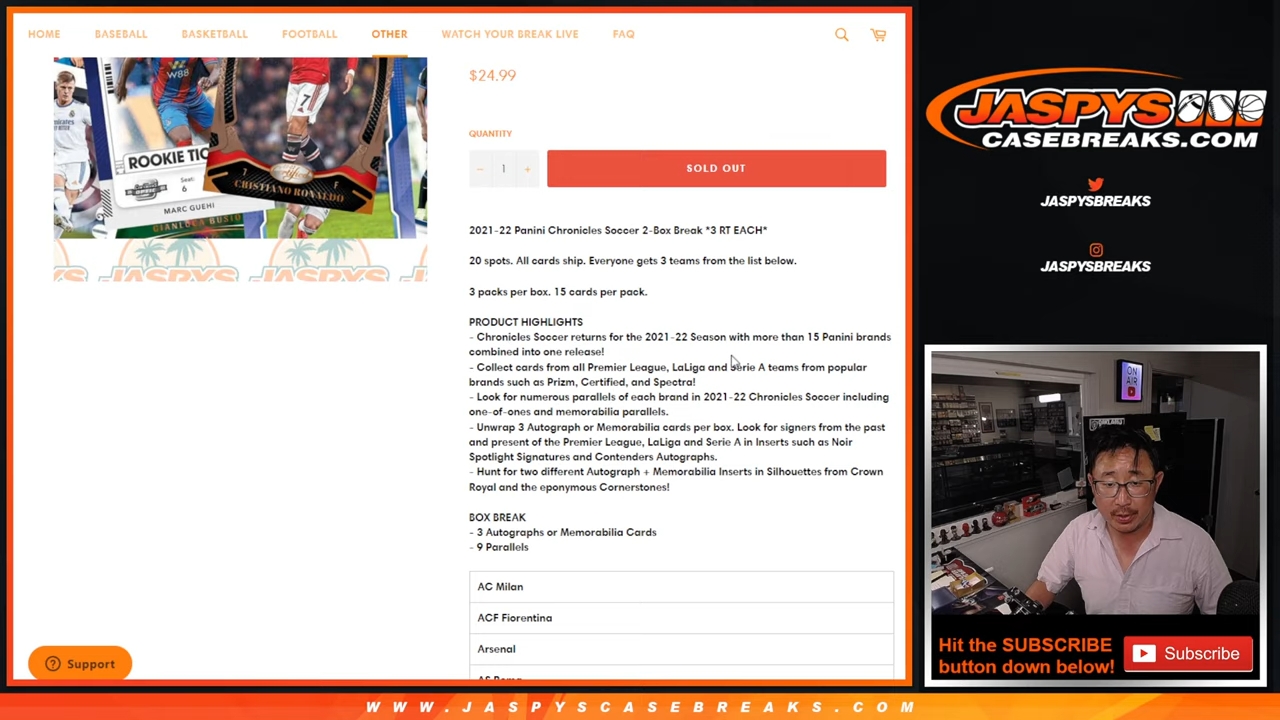 HOME BASEBALL BASKETBALL FOOTBALL OTHER WATCH YOUR BREAK LIVE FAQ
$24.99
QUANTITY
− 1 + SOLD OUT
W88
7
ROOKIE TIC
Seat:
6
MARC GUEHI
GIANLUCA BUSIO
Certified
7 F
CRISTIANO RONALDO
2021-22 Panini Chronicles Soccer 2-Box Break *3 RT EACH*
20 spots. All cards ship. Everyone gets 3 teams from the list below.
3 packs per box. 15 cards per pack.
PRODUCT HIGHLIGHTS
- Chronicles Soccer returns for the 2021-22 Season with more than 15 Panini brands
combined into one release!
- Collect cards from all Premier League, LaLiga and Serie A teams from popular
brands such as Prizm, Certified, and Spectra!
- Look for numerous parallels of each brand in 2021-22 Chronicles Soccer including
one-of-ones and memorabilia parallels.
- Unwrap 3 Autograph or Memorabilia cards per box. Look for signers from the past
and present of the Premier League, LaLiga and Serie A in Inserts such as Noir
Spotlight Signatures and Contenders Autographs.
- Hunt for two different Autograph + Memorabilia Inserts in Silhouettes from Crown
Royal and the eponymous Cornerstones!
BOX BREAK
- 3 Autographs or Memorabilia Cards
- 9 Parallels
AC Milan
ACF Fiorentina
Arsenal
AS Roma
Support
JASPYS
CASEBREAKS.COM
JASPYSBREAKS
JASPYSBREAKS
ON
AIR
Hit the SUBSCRIBE
button down below!
Subscribe
WWW.JASPYSCASEBREAKS.COM